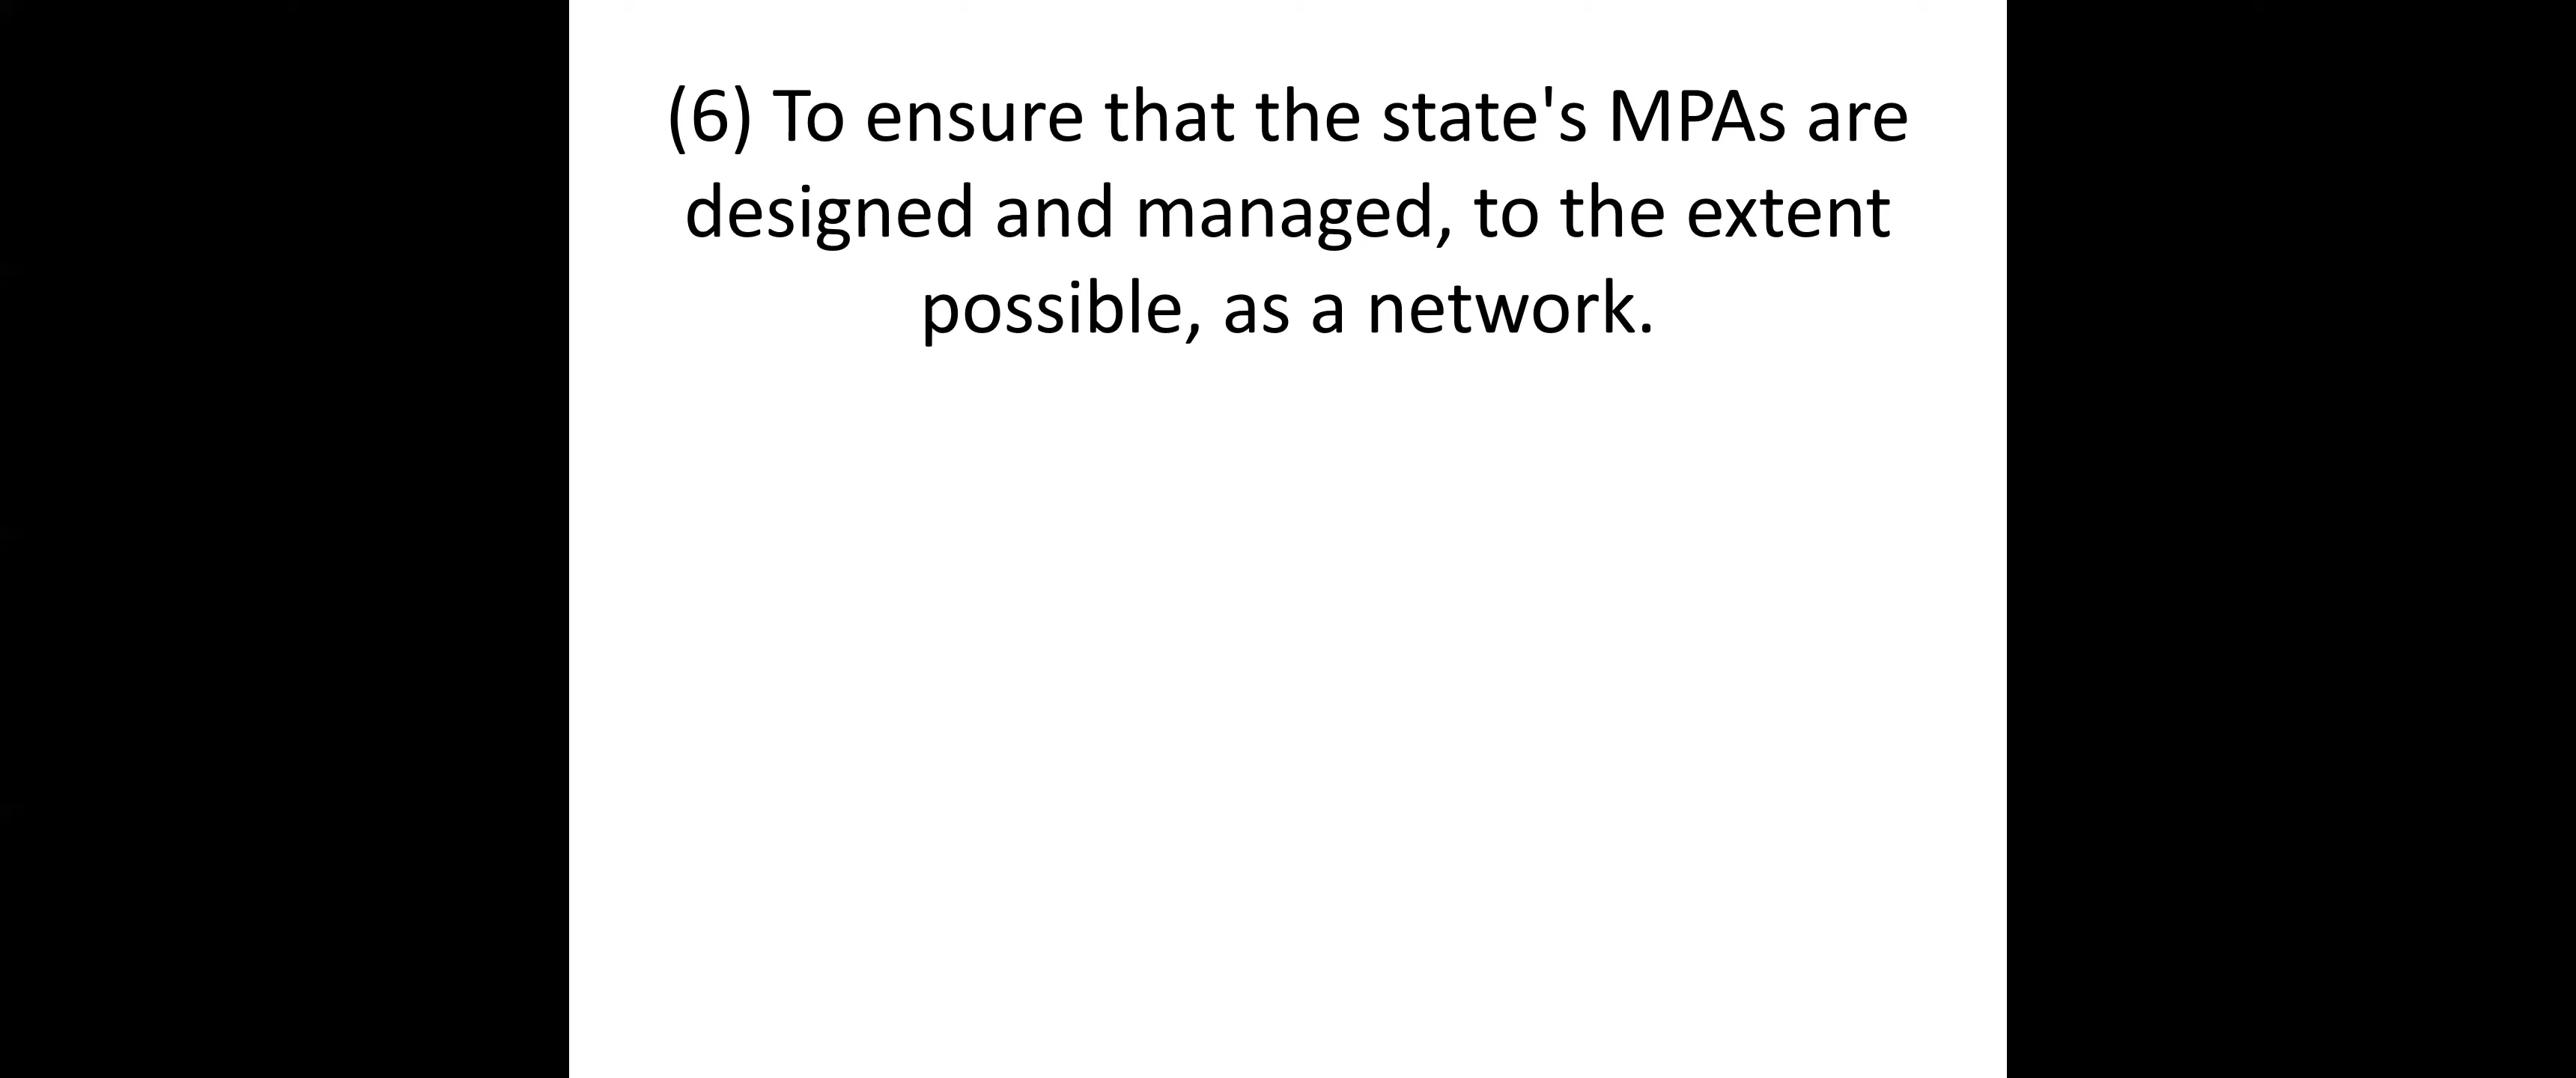 (6) To ensure that the state's MPAs are
designed and managed, to the extent
possible, as a network.